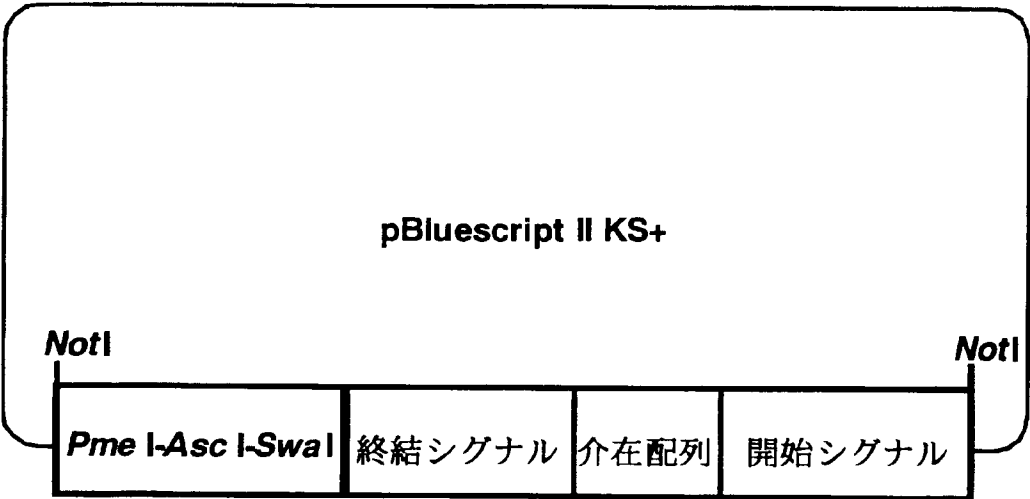 pBluescript II KS+
NotI
NotI
Pme I-Asc I-Swa I
終結シグナル
介在配列
開始シグナル